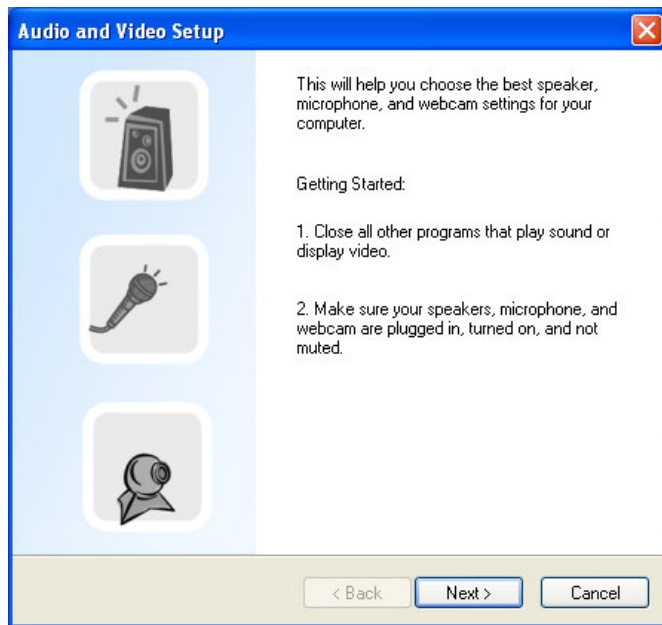 Audio and Video Setup
This will help you choose the best speaker,
microphone, and webcam settings for your
computer.
Getting Started:
1. Close all other programs that play sound or
display video.
2. Make sure your speakers, microphone, and
webcam are plugged in, turned on, and not
muted.
< Back Next > Cancel